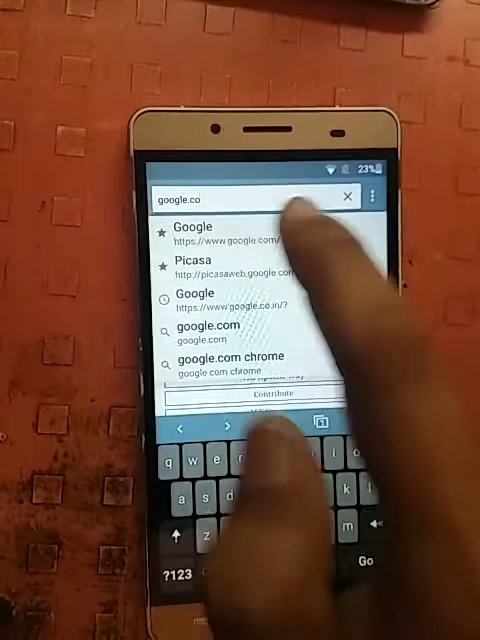 23%
google.co
Google
https://www.google.com/
Picasa
http://picasaweb.google.com
Google
https://www.google.co.in/?
google.com
google.com
google.com chrome
google com chrome
Contribute
1
q w e r i o
a s d k l
z m
?123 Go